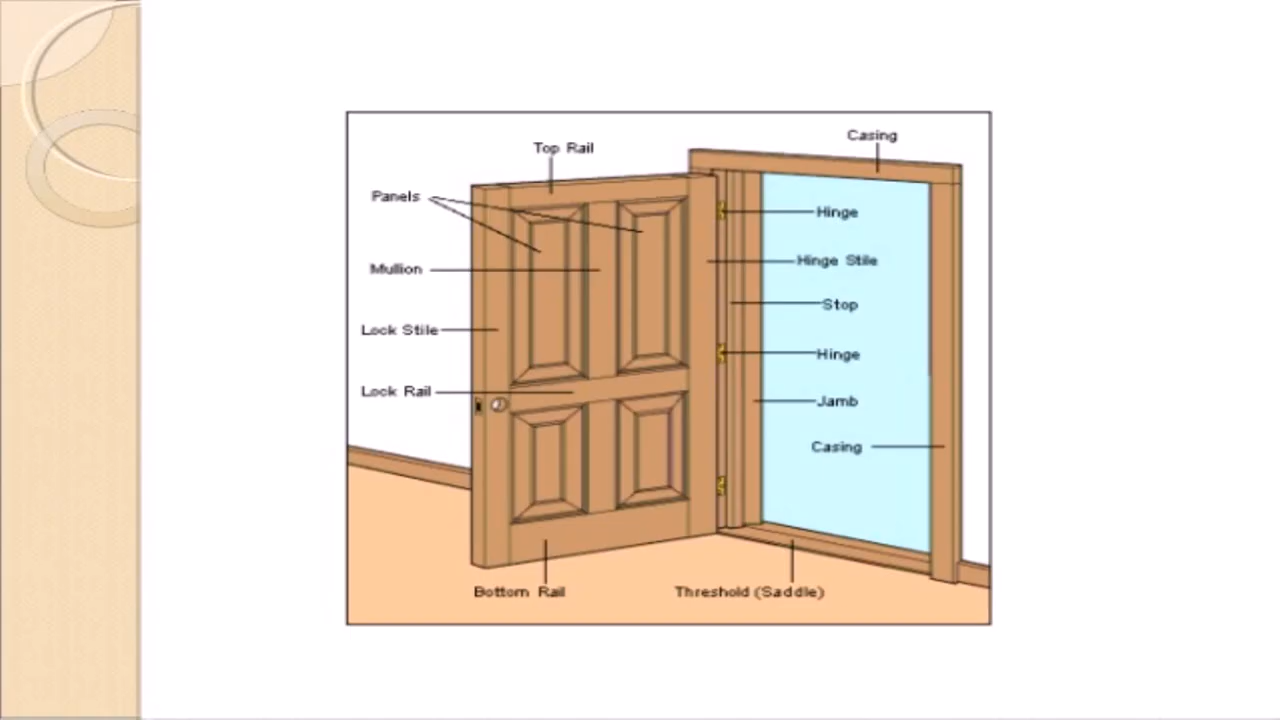 Casing
Top Rail
Panels
Hinge
Hinge Stile
Mullion
Stop
Lock Stile
Hinge
Lock Rail
Jamb
Casing
Bottom Rail
Threshold (Saddle)